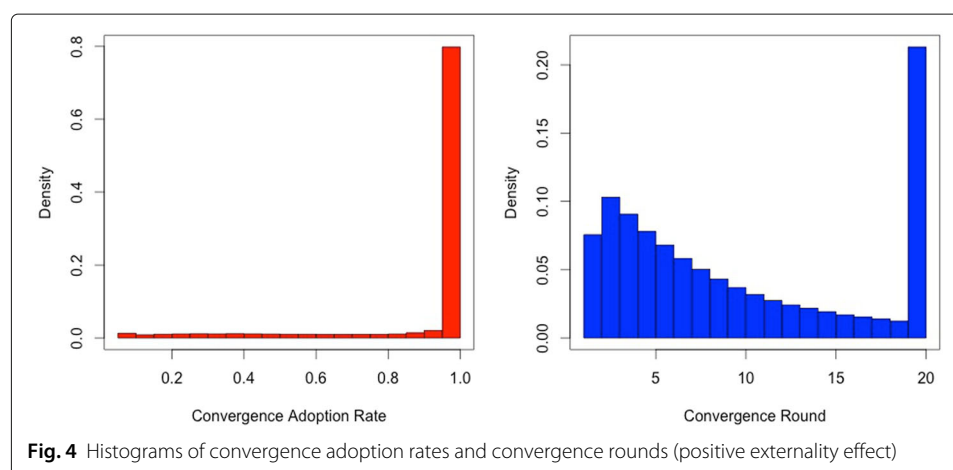 Density
0.0 0.2 0.4 0.6 0.8
0.2 0.4 0.6 0.8 1.0
Convergence Adoption Rate
Density
0.00 0.05 0.10 0.15 0.20
5 10 15 20
Convergence Round
Fig. 4 Histograms of convergence adoption rates and convergence rounds (positive externality effect)